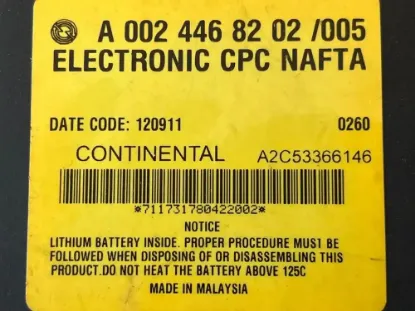 A 002 446 82 02 /005
ELECTRONIC CPC NAFTA
DATE CODE: 120911 0260
CONTINENTAL A2C53366146
*711731780422002*
NOTICE
LITHIUM BATTERY INSIDE. PROPER PROCEDURE MUST BE
FOLLOWED WHEN DISPOSING OF OR DISASSEMBLING THIS
PRODUCT.DO NOT HEAT THE BATTERY ABOVE 125C
MADE IN MALAYSIA